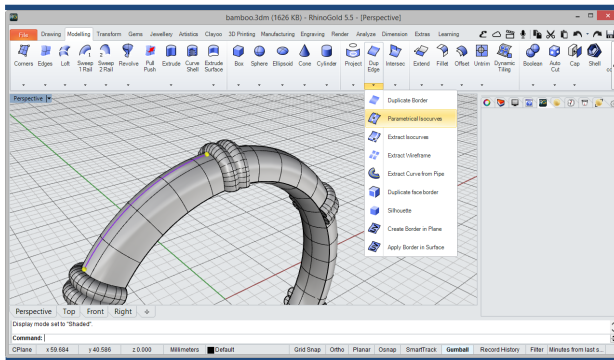 bamboo.3dm (1626 KB) - RhinoGold 5.5 - [Perspective]
File Drawing Modelling Transform Gems Jewellery Artistics Clayoo 3D Printing Manufacturing Engraving Render Analyze Dimension Extras Learning
Corners Edges Loft Sweep 1 Rail Sweep 2 Rail Revolve Pull Push Extrude Curve Shell Extrude Surface Box Sphere Ellipsoid Cone Cylinder Project Dup Edge Intersec Extend Fillet Offset Untrim Dynamic Tiling Boolean Auto Cut Cap Shell
Perspective
Duplicate Border
Parametrical Isocurves
Extract Isocurves
Extract Wireframe
Extract Curve from Pipe
Duplicate face border
Silhouette
Create Border in Plane
Apply Border in Surface
Perspective Top Front Right
Display mode set to "Shaded".
Command:
CPlane x 59.684 y 40.586 z 0.000 Millimeters Default Grid Snap Ortho Planar Osnap SmartTrack Gumball Record History Filter Minutes from last s...